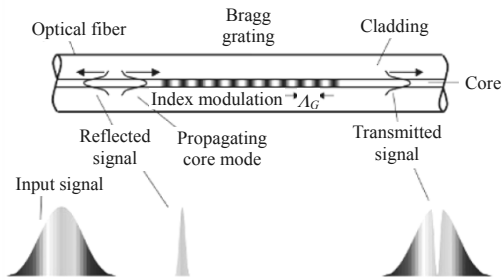 Bragg
grating
Optical fiber
Cladding
Core
Index modulation
Λ_G
Reflected
signal
Propagating
core mode
Transmitted
signal
Input signal